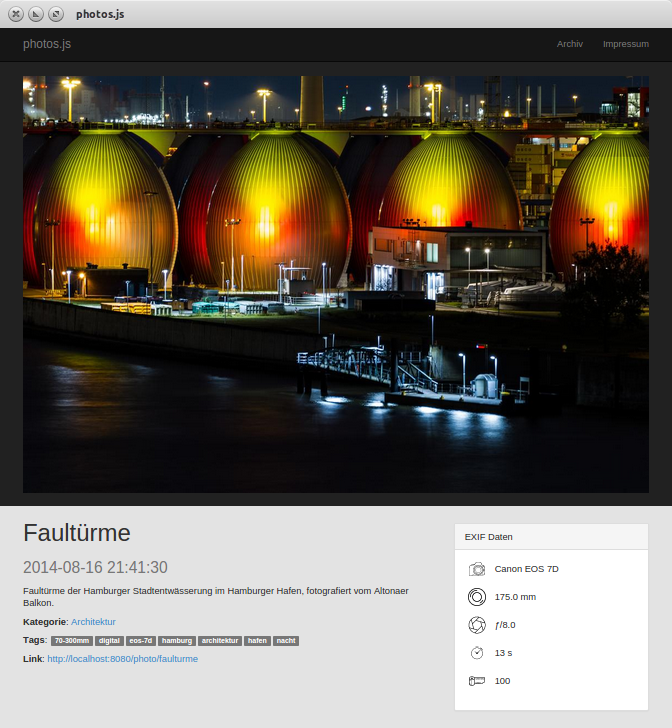 photos.js
photos.js
Archiv
Impressum
Faultürme
2014-08-16 21:41:30
Faultürme der Hamburger Stadtentwässerung im Hamburger Hafen, fotografiert vom Altonaer
Balkon.
Kategorie: Architektur
Tags: 70-300mm digital eos-7d hamburg architektur hafen nacht
Link: http://localhost:8080/photo/faulturme
EXIF Daten
Canon EOS 7D
175.0 mm
ƒ/8.0
13 s
100